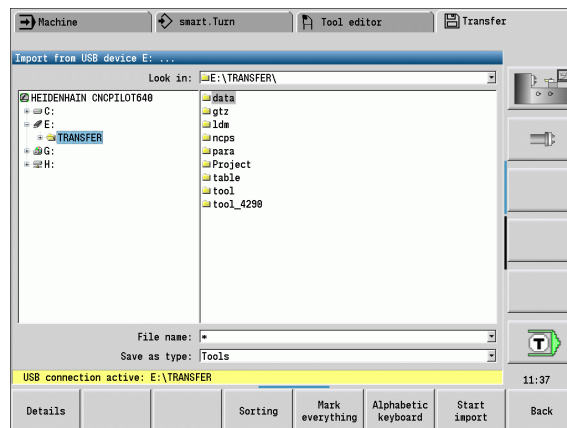 Machine
smart.Turn
Tool editor
Transfer
Import from USB device E: ...
Look in: E:\TRANSFER\
HEIDENHAIN CNCPILOT640
C:
E:
TRANSFER
G:
H:
data
gtz
ldm
ncps
para
Project
table
tool
tool_4290
File name: *
Save as type: Tools
USB connection active: E:\TRANSFER
T
11:37
Details
Sorting
Mark everything
Alphabetic keyboard
Start import
Back